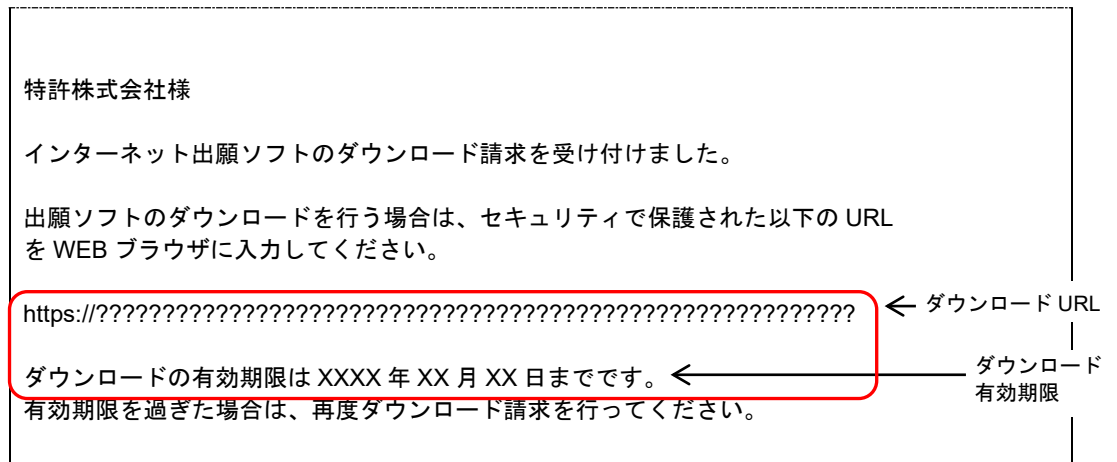 特許株式会社様
インターネット出願ソフトのダウンロード請求を受け付けました。
出願ソフトのダウンロードを行う場合は、セキュリティで保護された以下の URL
を WEB ブラウザに入力してください。
https://?????????????????????????????????????????????????????????
ダウンロード URL
ダウンロードの有効期限は XXXX 年 XX 月 XX 日までです。
ダウンロード
有効期限
有効期限を過ぎた場合は、再度ダウンロード請求を行ってください。